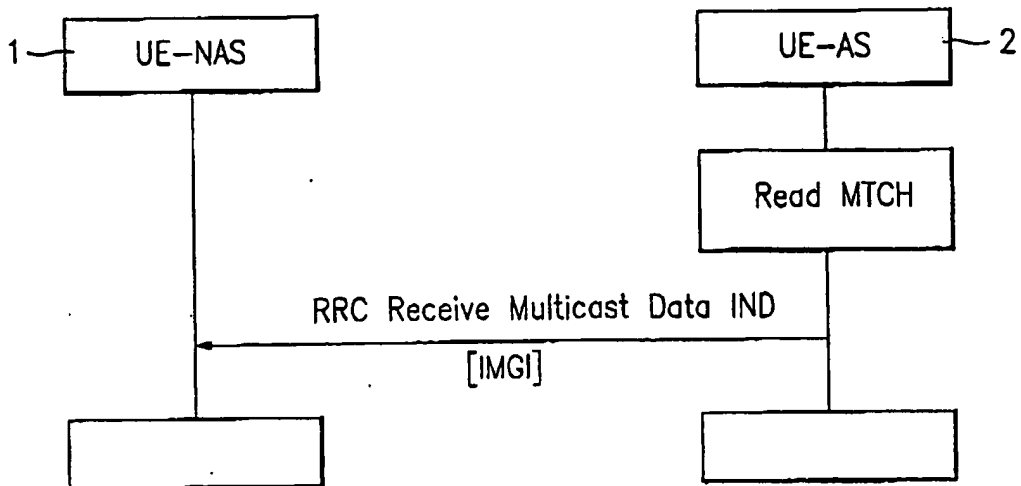 1 UE-NAS UE-AS 2
Read MTCH
RRC Receive Multicast Data IND
[IMGI]